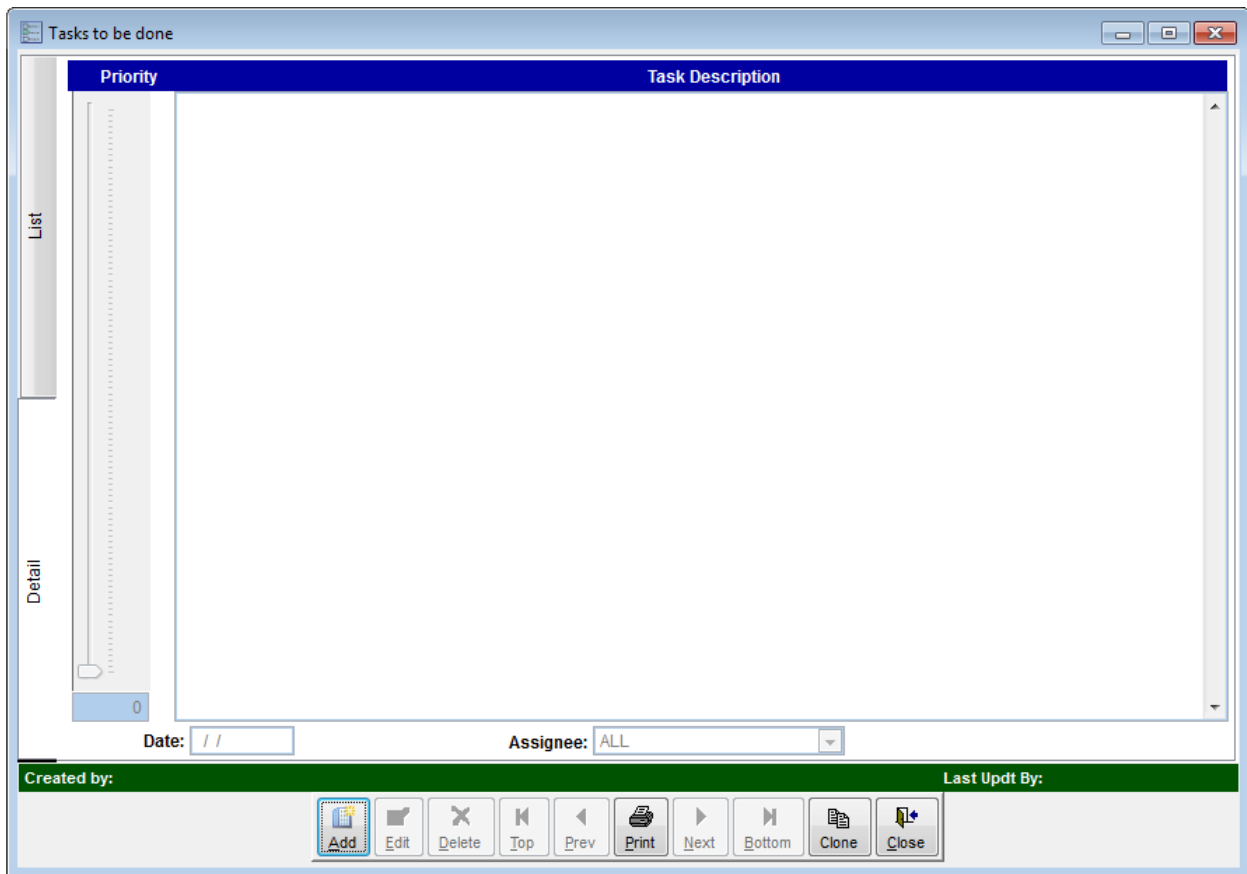 Tasks to be done
Priority Task Description
List
Detail
0
Date: / / Assignee: ALL
Created by: Last Updt By:
Add Edit Delete Top Prev Print Next Bottom Clone Close